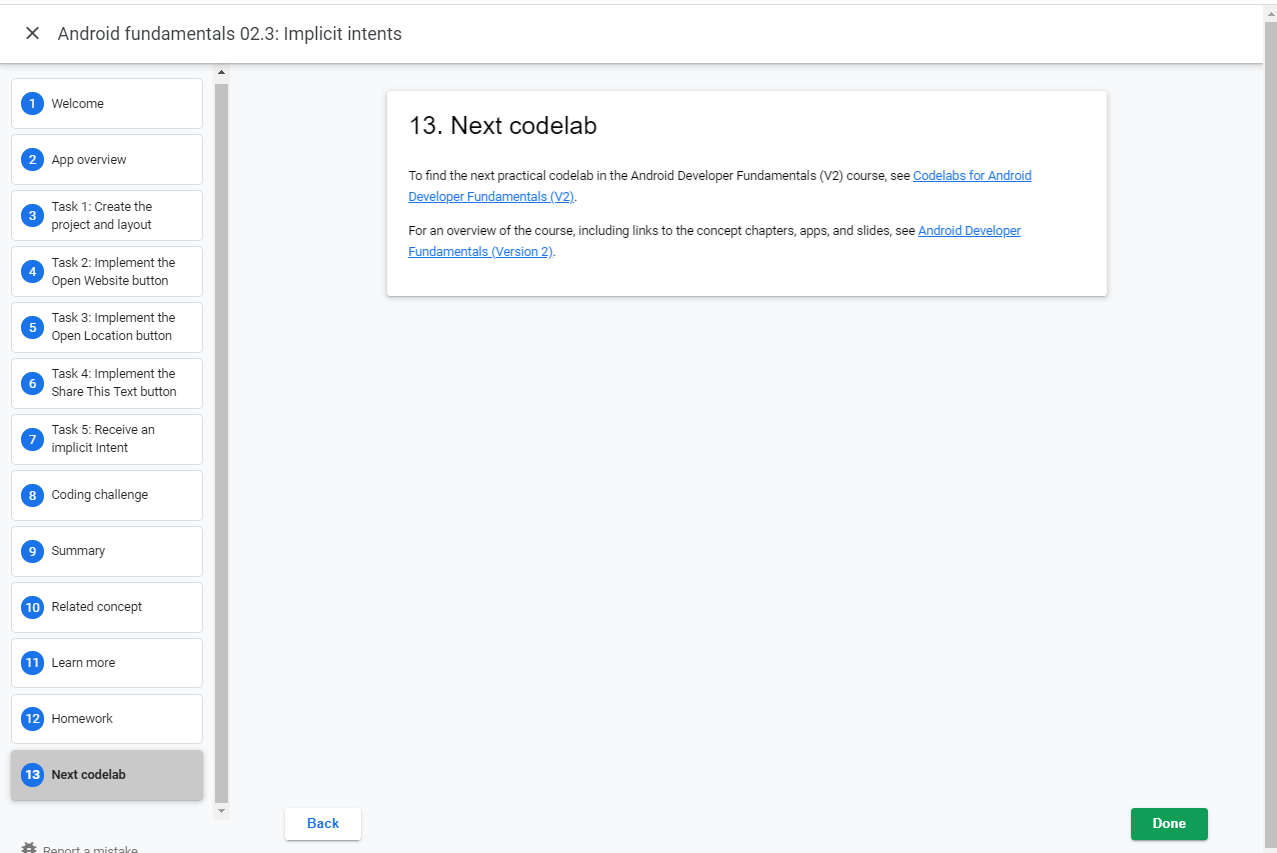 Android fundamentals 02.3: Implicit intents
1 Welcome
2 App overview
3 Task 1: Create the
project and layout
4 Task 2: Implement the
Open Website button
5 Task 3: Implement the
Open Location button
6 Task 4: Implement the
Share This Text button
7 Task 5: Receive an
implicit Intent
8 Coding challenge
9 Summary
10 Related concept
11 Learn more
12 Homework
13 Next codelab
Report a mistake
13. Next codelab
To find the next practical codelab in the Android Developer Fundamentals (V2) course, see Codelabs for Android
Developer Fundamentals (V2).
For an overview of the course, including links to the concept chapters, apps, and slides, see Android Developer
Fundamentals (Version 2).
Back
Done